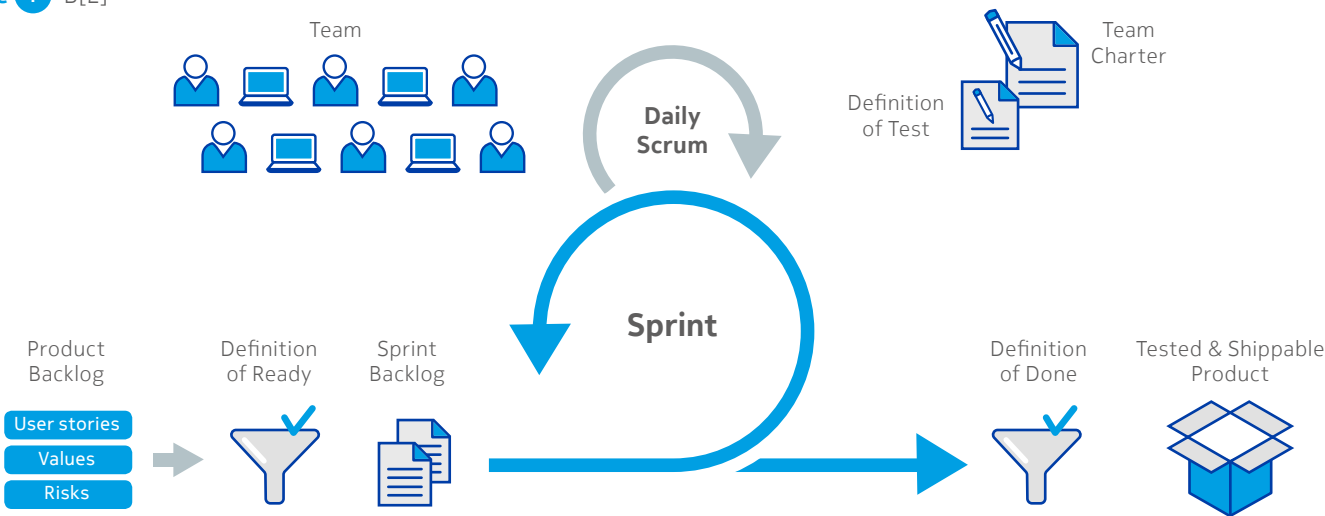 Team
Team
Charter
Definition
of Test
Daily
Scrum
Sprint
Product
Backlog
Definition
of Ready
Sprint
Backlog
Definition
of Done
Tested & Shippable
Product
User stories
Values
Risks